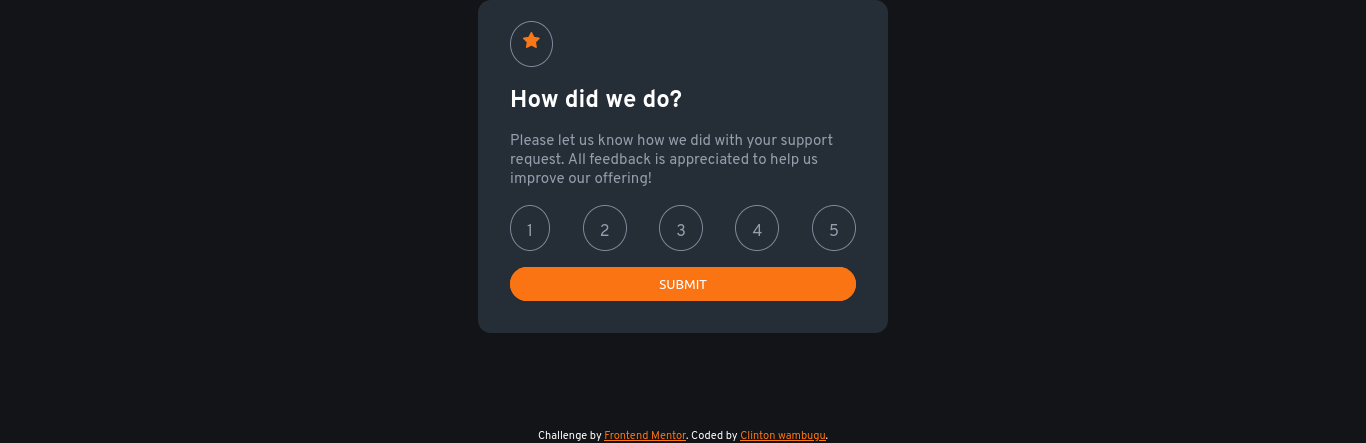 How did we do?
Please let us know how we did with your support
request. All feedback is appreciated to help us
improve our offering!
1 2 3 4 5
SUBMIT
Challenge by Frontend Mentor. Coded by Clinton wambugu.